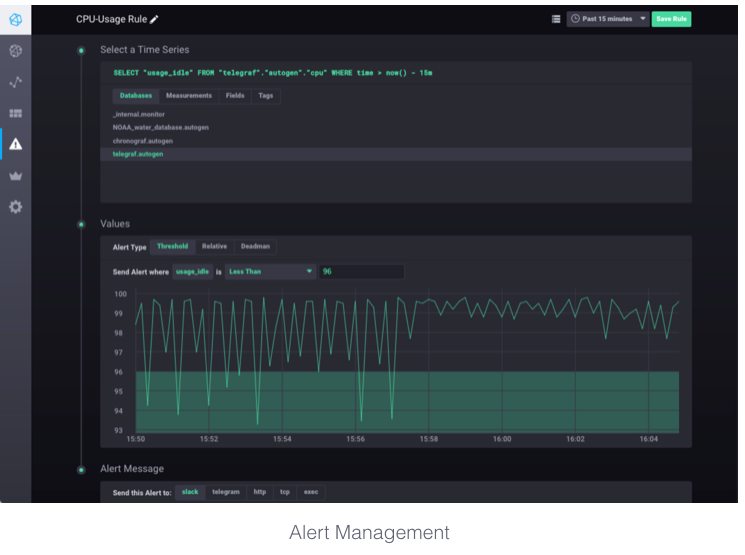 CPU-Usage Rule
Past 15 minutes
Save Rule
Select a Time Series
SELECT "usage_idle" FROM "telegraf"."autogen"."cpu" WHERE time > now() - 15m
Databases Measurements Fields Tags
_internal.monitor
NOAA_water_database.autogen
chronograf.autogen
telegraf.autogen
Values
Alert Type Threshold Relative Deadman
Send Alert where usage_idle is Less Than 96
100
99
98
97
96
95
94
93
15:50 15:52 15:54 15:56 15:58 16:00 16:02 16:04
Alert Message
Send this Alert to: slack telegram http tcp exec
Alert Management